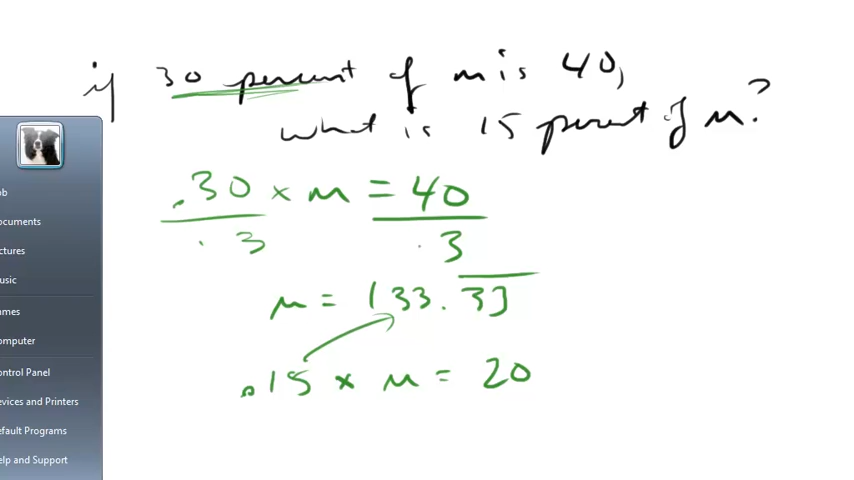 if 30 percent of m is 40,
what is 15 percent of m?
.30 x m = 40
.3 .3
m = 133.33
.15 x m = 20
ob
ocuments
ictures
usic
ames
omputer
ontrol Panel
evices and Printers
efault Programs
elp and Support